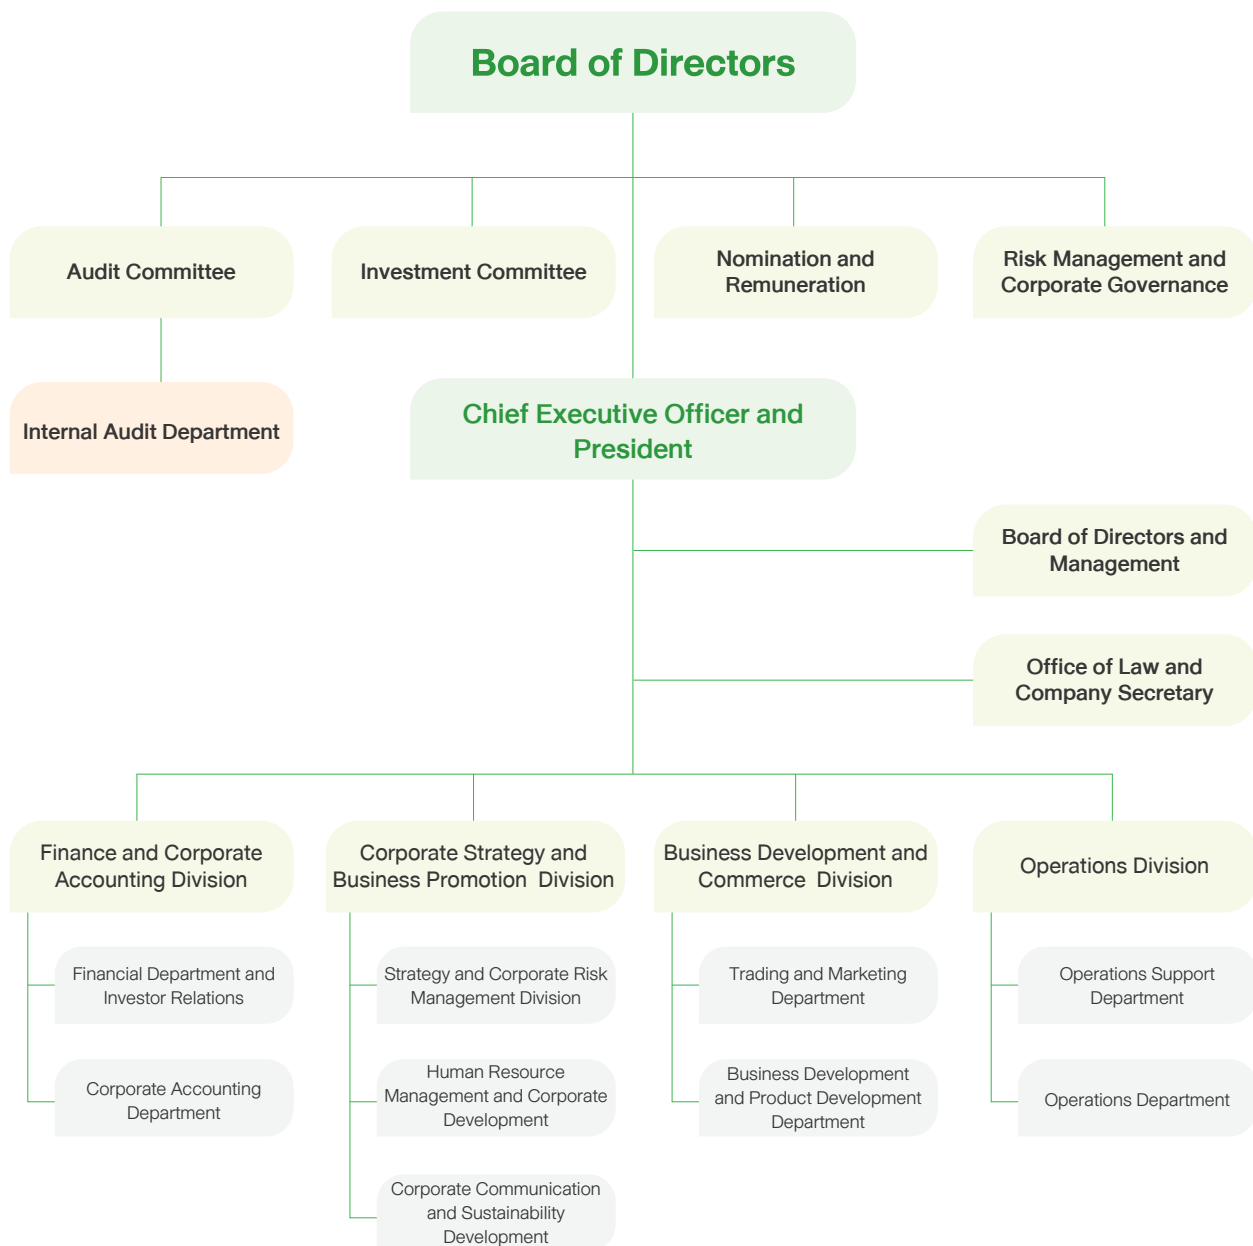 Board of Directors
Audit Committee
Investment Committee
Nomination and
Remuneration
Risk Management and
Corporate Governance
Internal Audit Department
Chief Executive Officer and
President
Board of Directors and
Management
Office of Law and
Company Secretary
Finance and Corporate
Accounting Division
Corporate Strategy and
Business Promotion Division
Business Development and
Commerce Division
Operations Division
Financial Department and
Investor Relations
Corporate Accounting
Department
Strategy and Corporate Risk
Management Division
Human Resource
Management and Corporate
Development
Corporate Communication
and Sustainability
Development
Trading and Marketing
Department
Business Development
and Product Development
Department
Operations Support
Department
Operations Department